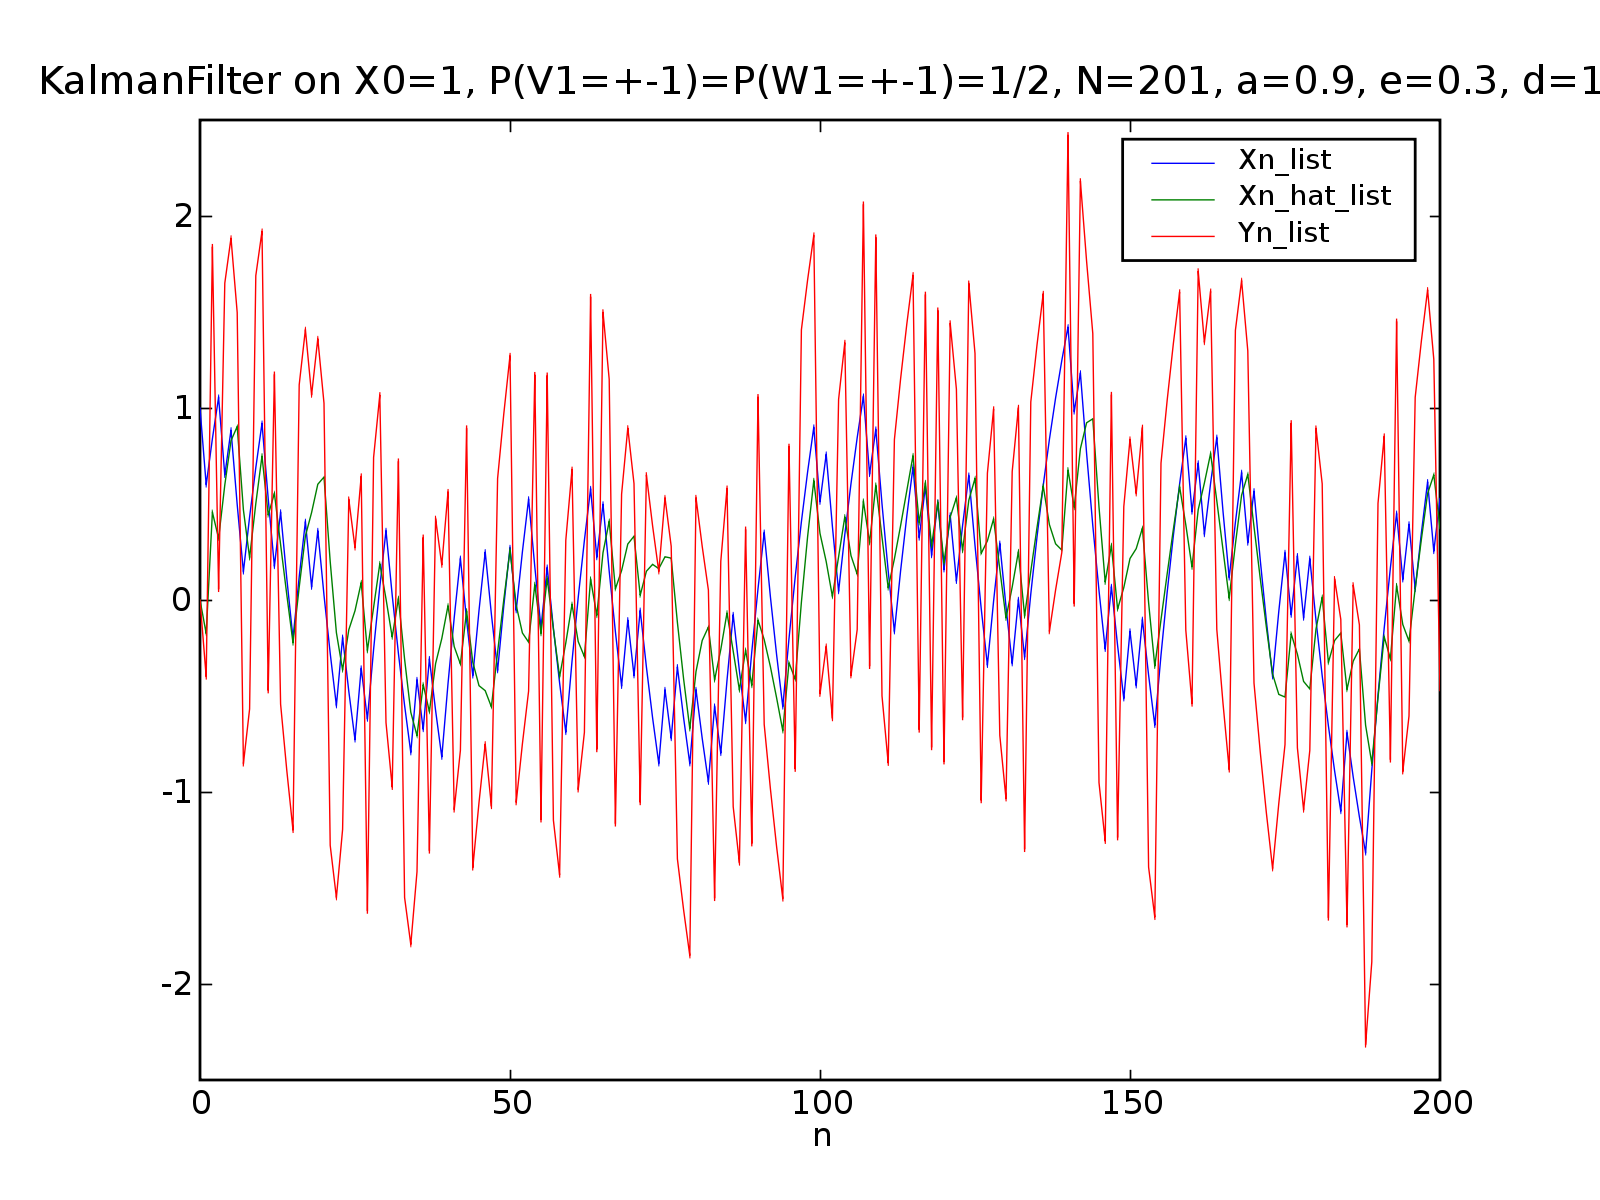 KalmanFilter on X0=1, P(V1=+-1)=P(W1=+-1)=1/2, N=201, a=0.9, e=0.3, d=1
Xn_list
Xn_hat_list
Yn_list
2
1
0
-1
-2
0 50 100 150 200
n